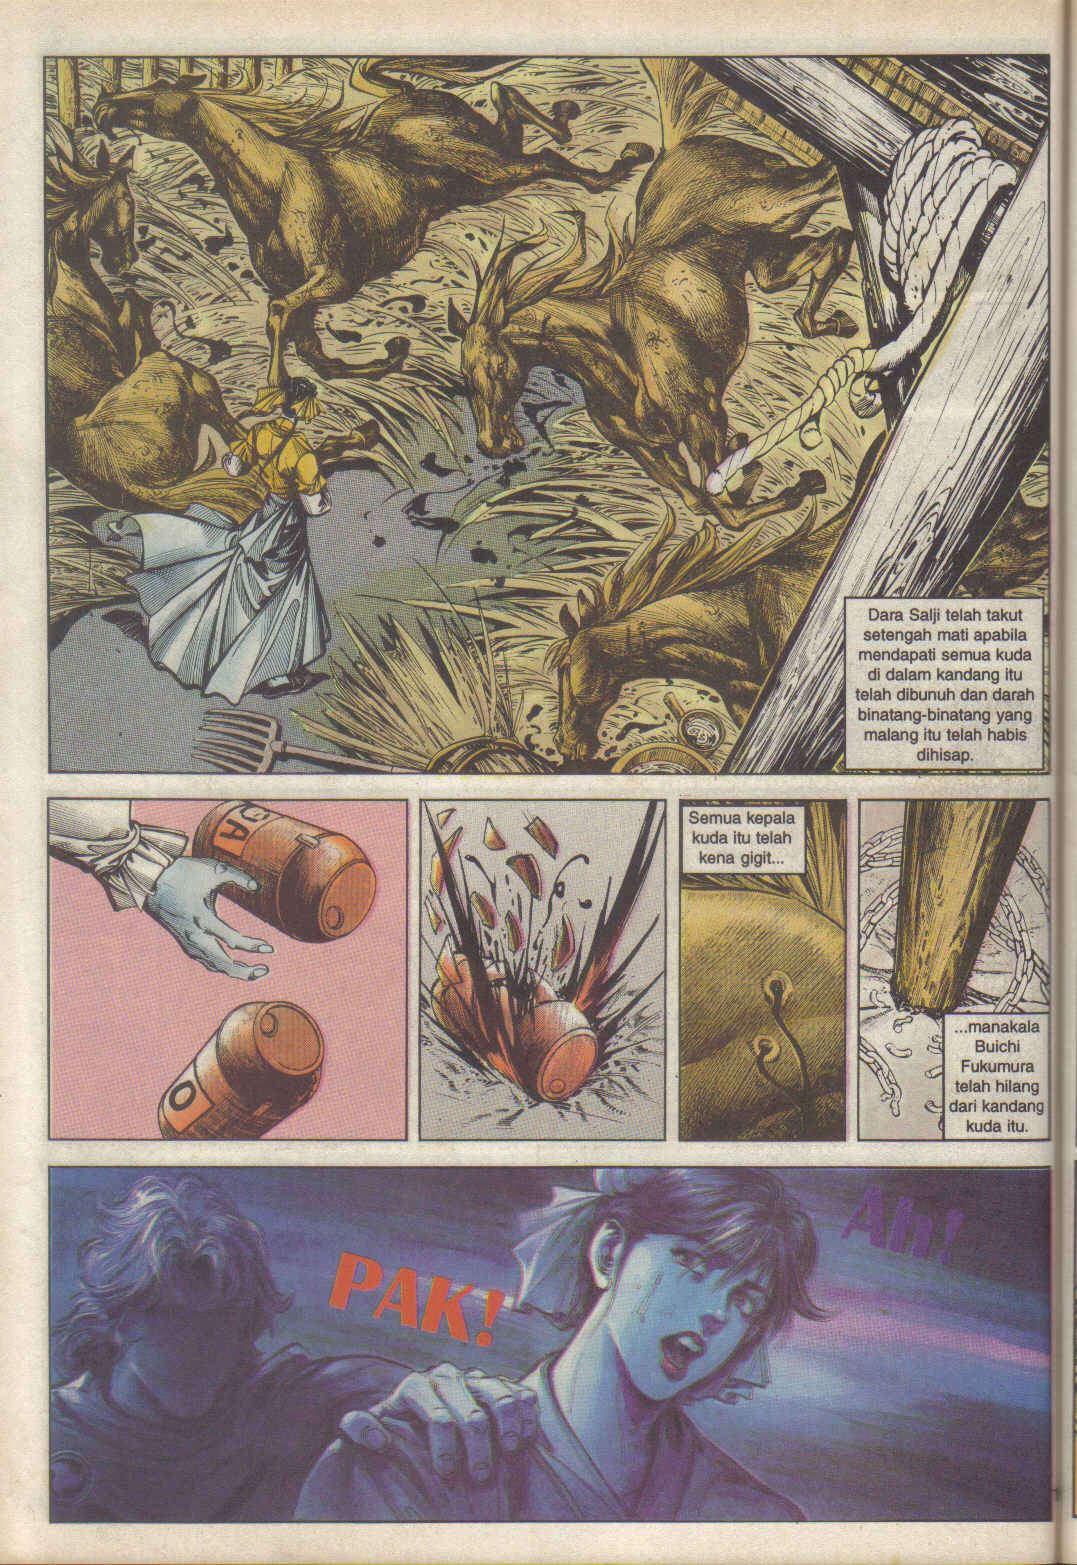 Dara Salji telah takut
setengah mati apabila
mendapati semua kuda
di dalam kandang itu
telah dibunuh dan darah
binatang-binatang yang
malang itu telah habis
dihisap.
DA
O
Semua kepala
kuda itu telah
kena gigit...
...manakala
Buichi
Fukumura
telah hilang
dari kandang
kuda itu.
PAK!
Ah!